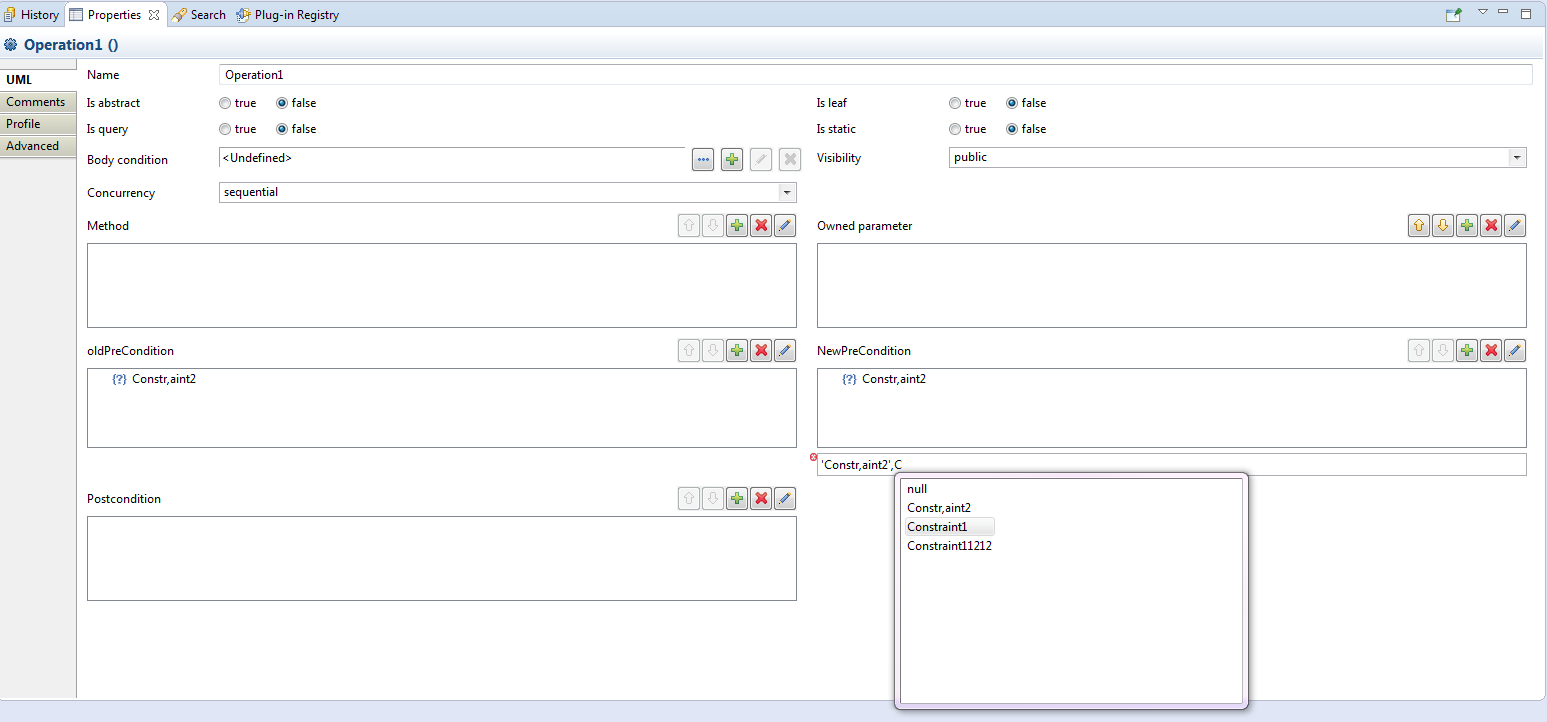 History Properties Search Plug-in Registry
Operation1 ()
UML
Comments
Profile
Advanced
Name Operation1
Is abstract true false Is leaf true false
Is query true false Is static true false
Body condition <Undefined> Visibility public
Concurrency sequential
Method Owned parameter
oldPreCondition NewPreCondition
{?} Constr,aint2 {?} Constr,aint2
'Constr,aint2',C
null
Constr,aint2
Constraint1
Constraint11212
Postcondition